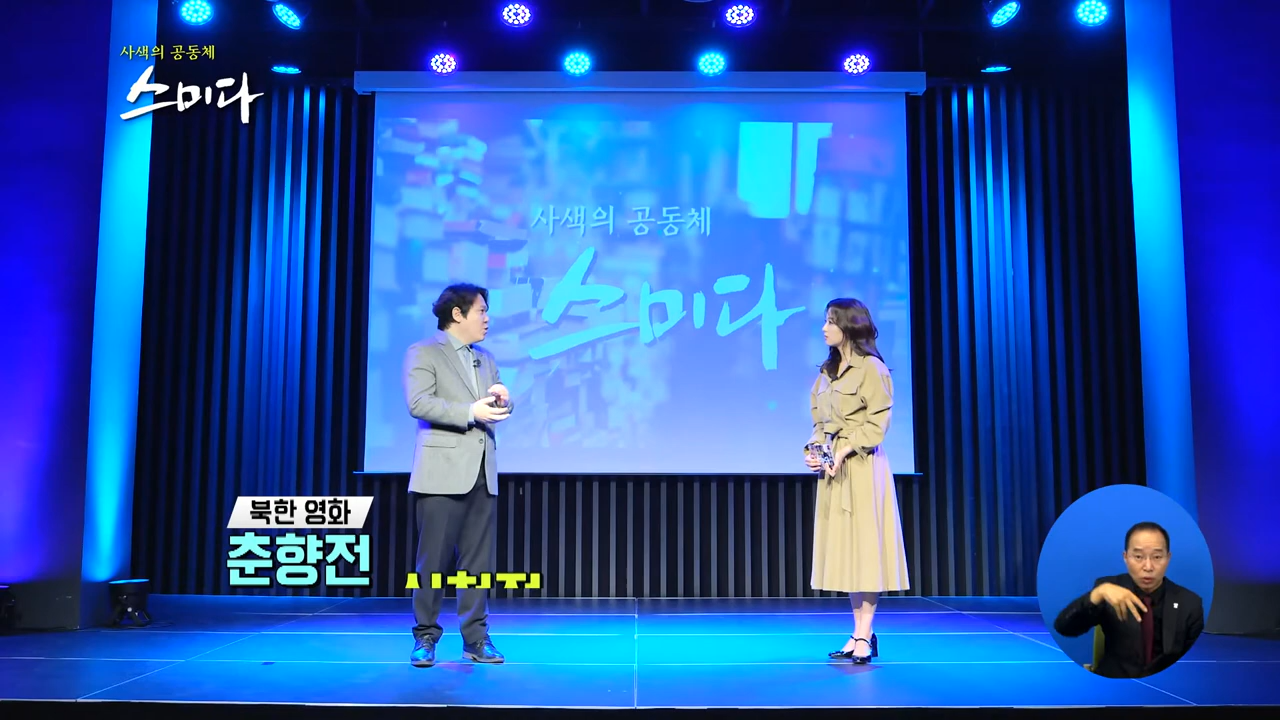 사색의 공동체
스미다
사색의 공동체
스미다
북한 영화
춘향전